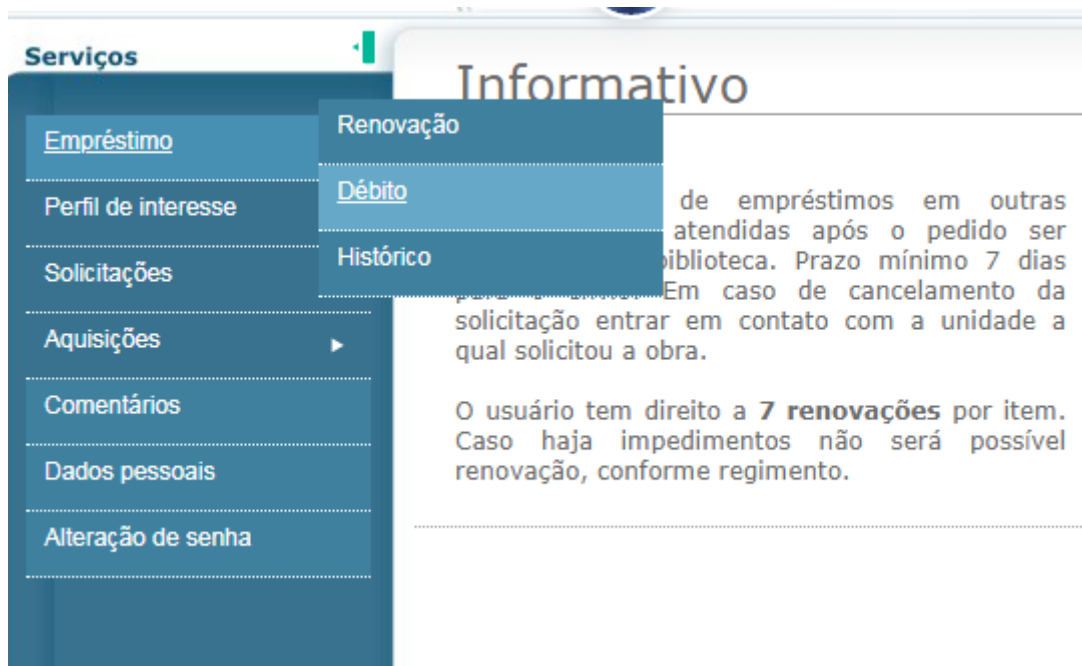 Serviços
Empréstimo
Perfil de interesse
Solicitações
Aquisições
Comentários
Dados pessoais
Alteração de senha
Renovação
Débito
Histórico
Informativo
de empréstimos em outras
atendidas após o pedido ser
biblioteca. Prazo mínimo 7 dias
Em caso de cancelamento da
solicitação entrar em contato com a unidade a
qual solicitou a obra.
O usuário tem direito a 7 renovações por item.
Caso haja impedimentos não será possível
renovação, conforme regimento.